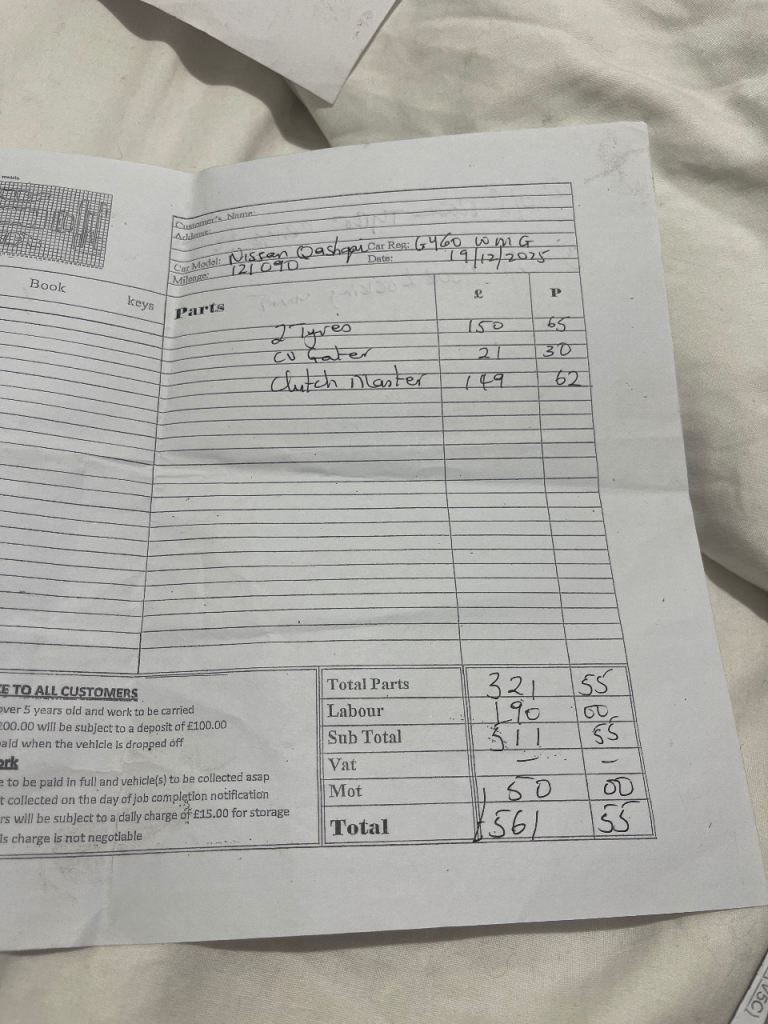 Book
keys
Customer's Name:
Address:
Car Model: Nissan Qashqai Car Reg: GY60 WMG
Mileage: 121090 Date: 19/12/2025
Parts £ P
2 Tyres 150 65
CV Gater 21 30
Clutch Master 149 62
E TO ALL CUSTOMERS
over 5 years old and work to be carried
200.00 will be subject to a deposit of £100.00
aid when the vehicle is dropped off
ork
e to be paid in full and vehicle(s) to be collected asap
t collected on the day of job completion notification
rs will be subject to a daily charge of £15.00 for storage
is charge is not negotiable
Total Parts 321 55
Labour 190 00
Sub Total 511 55
Vat - -
Mot 50 00
Total £561 55
(V5C)